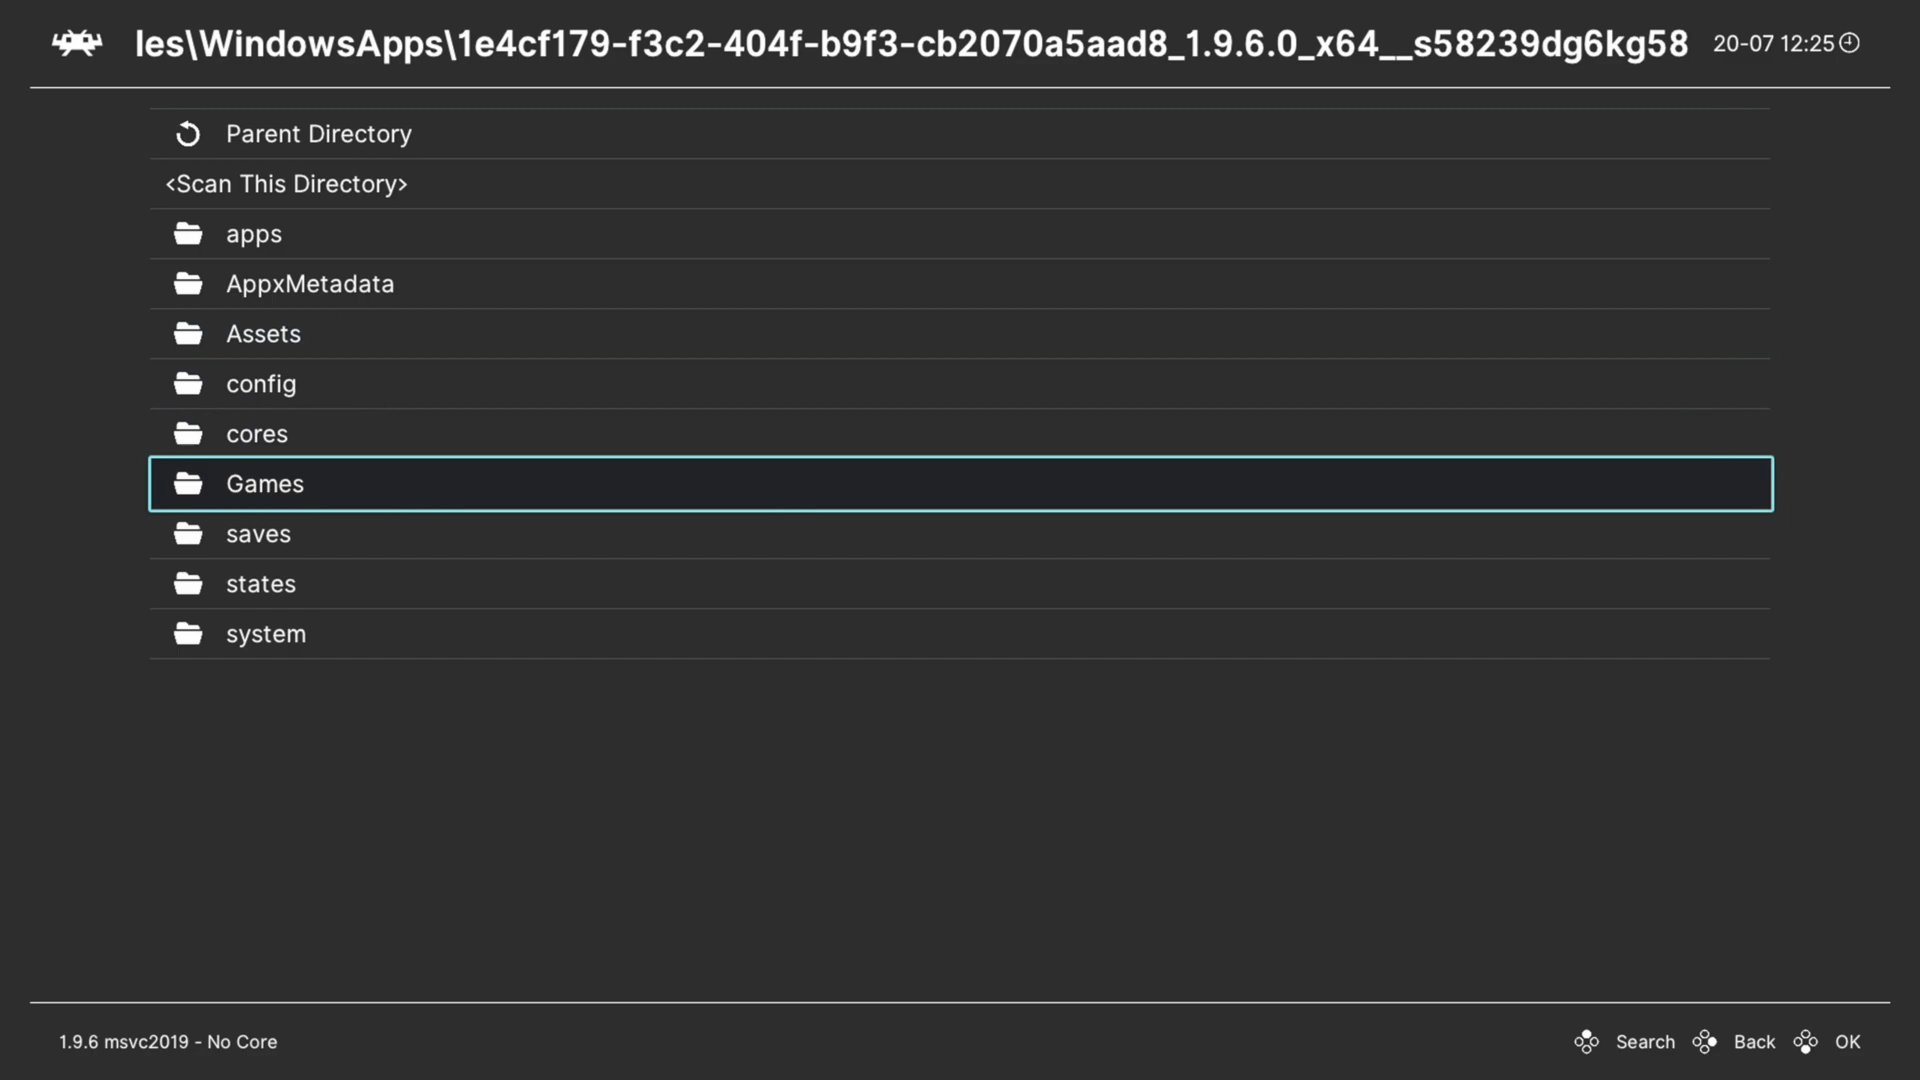 les\WindowsApps\1e4cf179-f3c2-404f-b9f3-cb2070a5aad8_1.9.6.0_x64__s58239dg6kg58 20-07 12:25
Parent Directory
<Scan This Directory>
apps
AppxMetadata
Assets
config
cores
Games
saves
states
system
1.9.6 msvc2019 - No Core Search Back OK